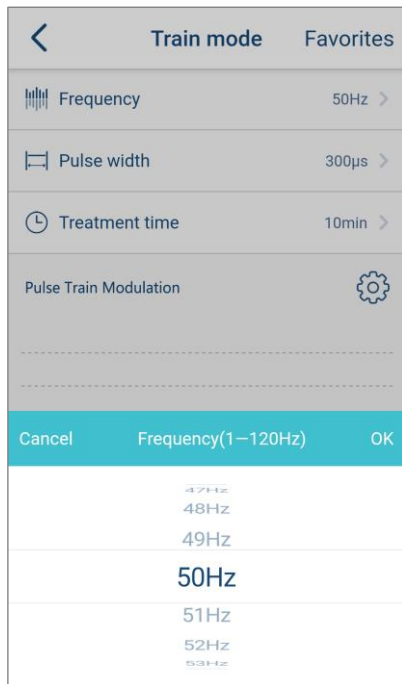 Train mode Favorites
Frequency 50Hz >
Pulse width 300μs >
Treatment time 10min >
Pulse Train Modulation
Cancel Frequency(1—120Hz) OK
47Hz
48Hz
49Hz
50Hz
51Hz
52Hz
53Hz